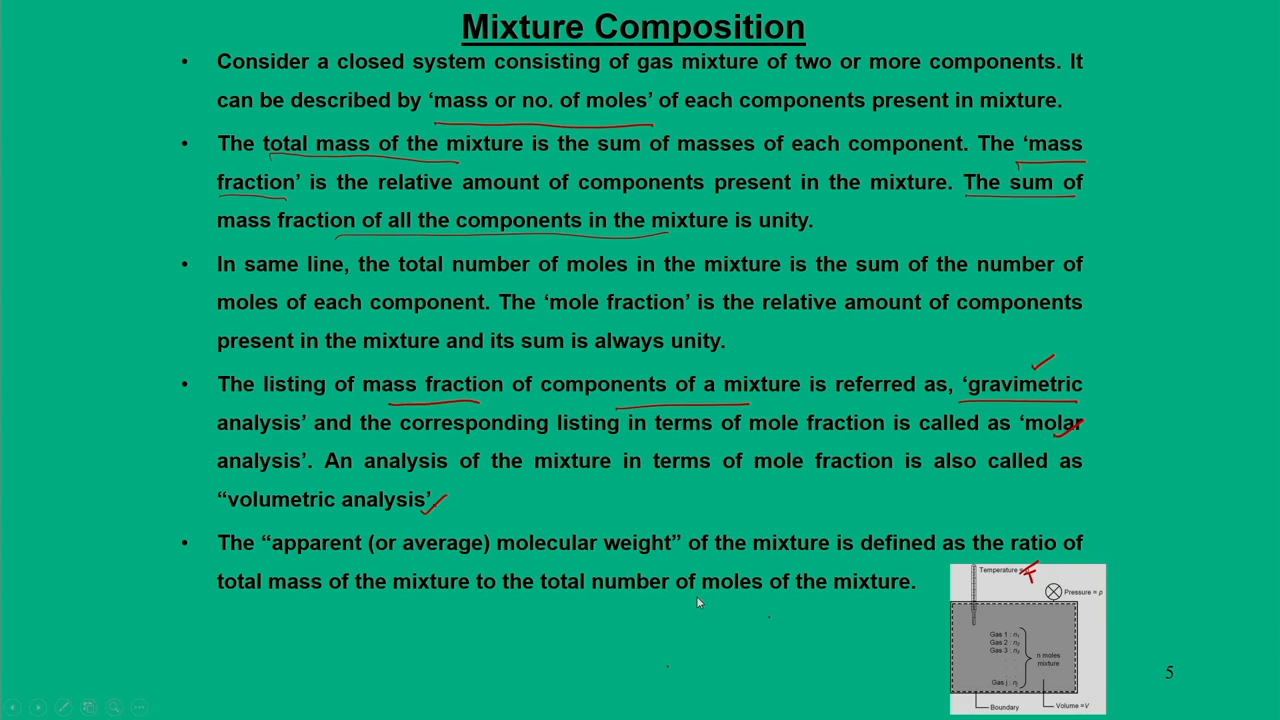 Mixture Composition
• Consider a closed system consisting of gas mixture of two or more components. It
can be described by ‘mass or no. of moles’ of each components present in mixture.
• The total mass of the mixture is the sum of masses of each component. The ‘mass
fraction’ is the relative amount of components present in the mixture. The sum of
mass fraction of all the components in the mixture is unity.
• In same line, the total number of moles in the mixture is the sum of the number of
moles of each component. The ‘mole fraction’ is the relative amount of components
present in the mixture and its sum is always unity.
• The listing of mass fraction of components of a mixture is referred as, ‘gravimetric
analysis’ and the corresponding listing in terms of mole fraction is called as ‘molar
analysis’. An analysis of the mixture in terms of mole fraction is also called as
“volumetric analysis’
• The “apparent (or average) molecular weight” of the mixture is defined as the ratio of
total mass of the mixture to the total number of moles of the mixture.
Temperature = T
Pressure = p
Gas 1 : n₁
Gas 2 : n₂
Gas 3 : n₃
n moles
mixture
Gas j : nⱼ
Boundary
Volume = V
5